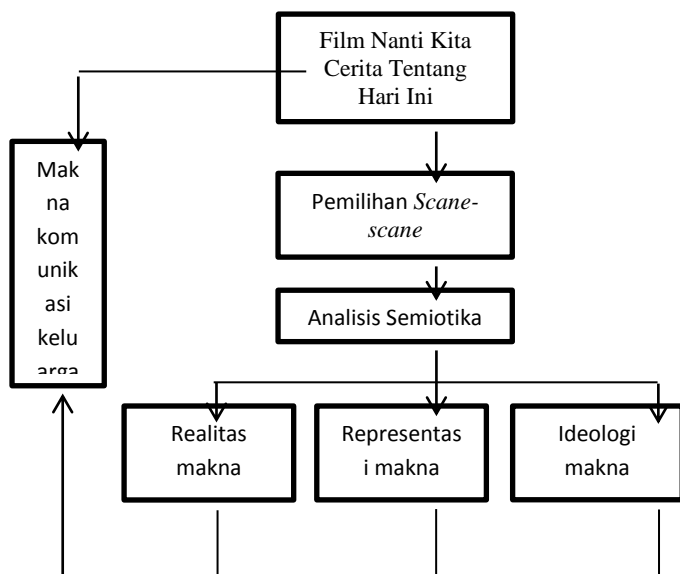 Film Nanti Kita
Cerita Tentang
Hari Ini
Mak
na
kom
unik
asi
kelu
arga
Pemilihan Scane-
scane
Analisis Semiotika
Realitas
makna
Representas
i makna
Ideologi
makna